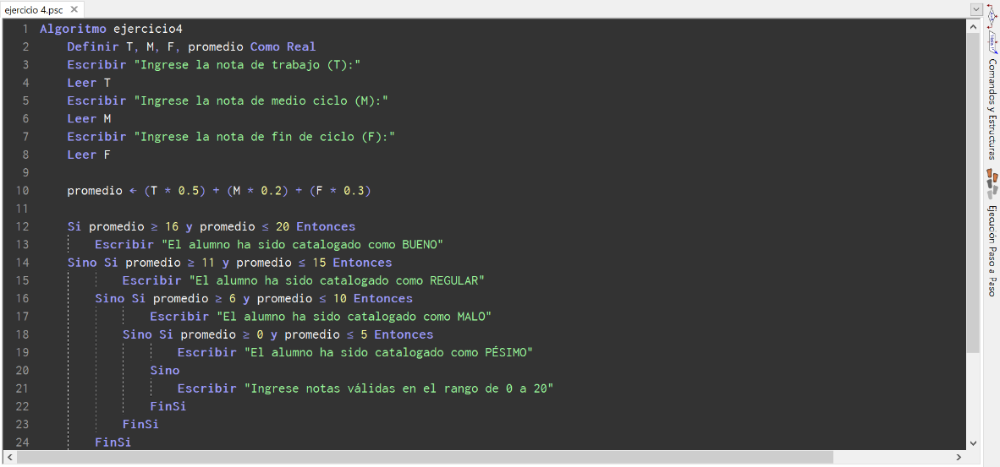 ejercicio 4.psc ✕
1 Algoritmo ejercicio4
2 Definir T, M, F, promedio Como Real
3 Escribir "Ingrese la nota de trabajo (T):"
4 Leer T
5 Escribir "Ingrese la nota de medio ciclo (M):"
6 Leer M
7 Escribir "Ingrese la nota de fin de ciclo (F):"
8 Leer F
9
10 promedio ← (T * 0.5) + (M * 0.2) + (F * 0.3)
11
12 Si promedio ≥ 16 y promedio ≤ 20 Entonces
13 Escribir "El alumno ha sido catalogado como BUENO"
14 Sino Si promedio ≥ 11 y promedio ≤ 15 Entonces
15 Escribir "El alumno ha sido catalogado como REGULAR"
16 Sino Si promedio ≥ 6 y promedio ≤ 10 Entonces
17 Escribir "El alumno ha sido catalogado como MALO"
18 Sino Si promedio ≥ 0 y promedio ≤ 5 Entonces
19 Escribir "El alumno ha sido catalogado como PÉSIMO"
20 Sino
21 Escribir "Ingrese notas válidas en el rango de 0 a 20"
22 FinSi
23 FinSi
24 FinSi
Comandos y Estructuras
Ejecución Paso a Paso